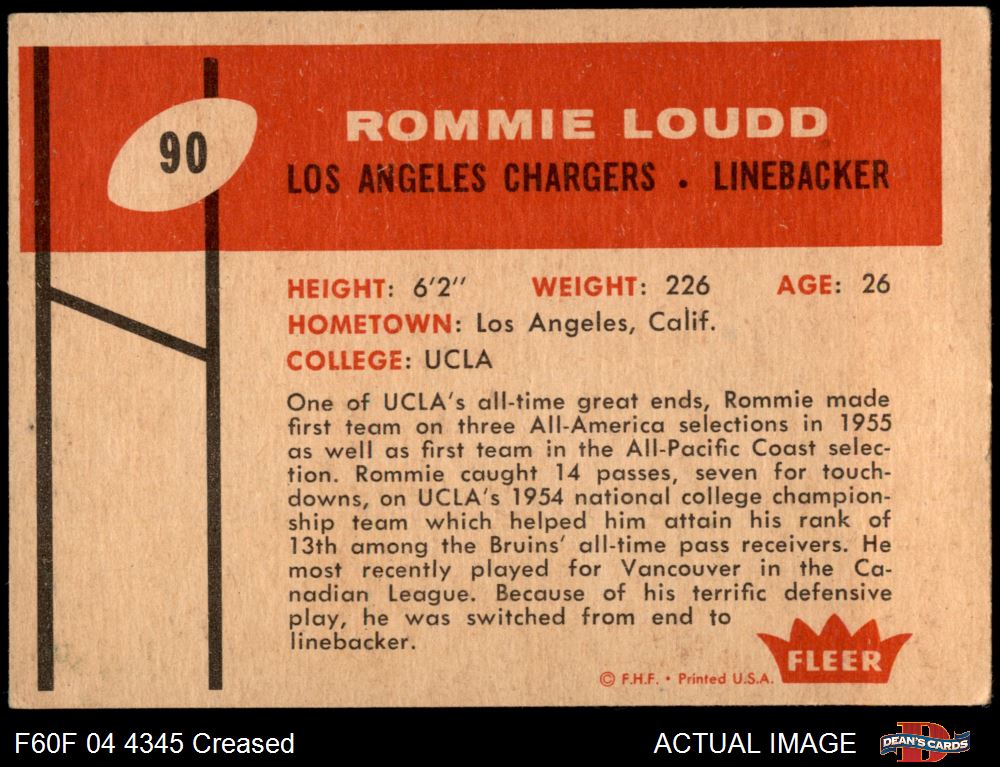 90
ROMMIE LOUDD
LOS ANGELES CHARGERS . LINEBACKER
HEIGHT: 6'2" WEIGHT: 226 AGE: 26
HOMETOWN: Los Angeles, Calif.
COLLEGE: UCLA
One of UCLA's all-time great ends, Rommie made
first team on three All-America selections in 1955
as well as first team in the All-Pacific Coast selec-
tion. Rommie caught 14 passes, seven for touch-
downs, on UCLA's 1954 national college champion-
ship team which helped him attain his rank of
13th among the Bruins' all-time pass receivers. He
most recently played for Vancouver in the Ca-
nadian League. Because of his terrific defensive
play, he was switched from end to
linebacker.
FLEER
© F.H.F. • Printed U.S.A.
F60F 04 4345 Creased
ACTUAL IMAGE
D
DEAN'S CARDS